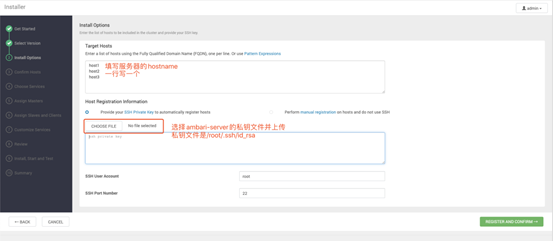 Installer
admin
Get Started
Select Version
Install Options
Confirm Hosts
Choose Services
Assign Masters
Assign Slaves and Clients
Customize Services
Review
Install, Start and Test
Summary
Install Options
Enter the list of hosts to be included in the cluster and provide your SSH key.
Target Hosts
Enter a list of hosts using the Fully Qualified Domain Name (FQDN), one per line. Or use Pattern Expressions
host1
host2
host3
填写服务器的hostname
一行写一个
Host Registration Information
Provide your SSH Private Key to automatically register hosts
Perform manual registration on hosts and do not use SSH
CHOOSE FILE
No file selected
选择ambari-server的私钥文件并上传
私钥文件是/root/.ssh/id_rsa
ssh private key
SSH User Account
root
SSH Port Number
22
← BACK
CANCEL
REGISTER AND CONFIRM →